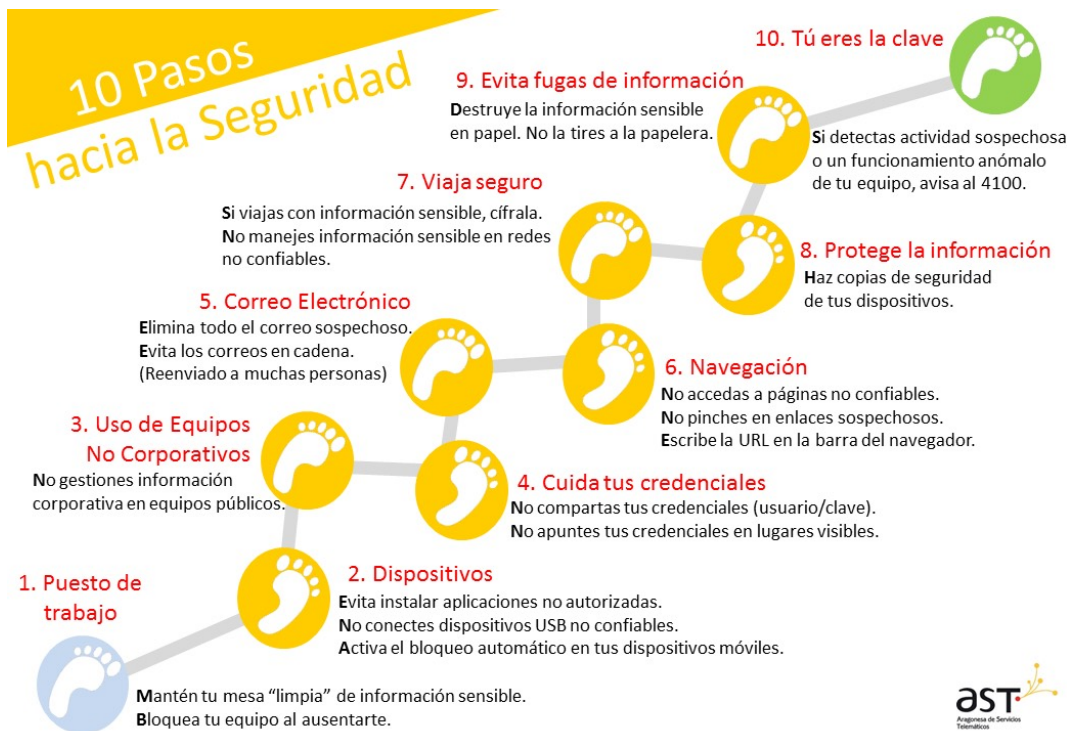 10 Pasos
hacia la Seguridad
1. Puesto de
trabajo
Mantén tu mesa “limpia” de información sensible.
Bloquea tu equipo al ausentarte.
2. Dispositivos
Evita instalar aplicaciones no autorizadas.
No conectes dispositivos USB no confiables.
Activa el bloqueo automático en tus dispositivos móviles.
3. Uso de Equipos
No Corporativos
No gestiones información
corporativa en equipos públicos.
4. Cuida tus credenciales
No compartas tus credenciales (usuario/clave).
No apuntes tus credenciales en lugares visibles.
5. Correo Electrónico
Elimina todo el correo sospechoso.
Evita los correos en cadena.
(Reenviado a muchas personas)
6. Navegación
No accedas a páginas no confiables.
No pinches en enlaces sospechosos.
Escribe la URL en la barra del navegador.
7. Viaja seguro
Si viajas con información sensible, cífrala.
No manejes información sensible en redes
no confiables.
8. Protege la información
Haz copias de seguridad
de tus dispositivos.
9. Evita fugas de información
Destruye la información sensible
en papel. No la tires a la papelera.
10. Tú eres la clave
Si detectas actividad sospechosa
o un funcionamiento anómalo
de tu equipo, avisa al 4100.
aST
Aragonesa de Servicios
Telemáticos